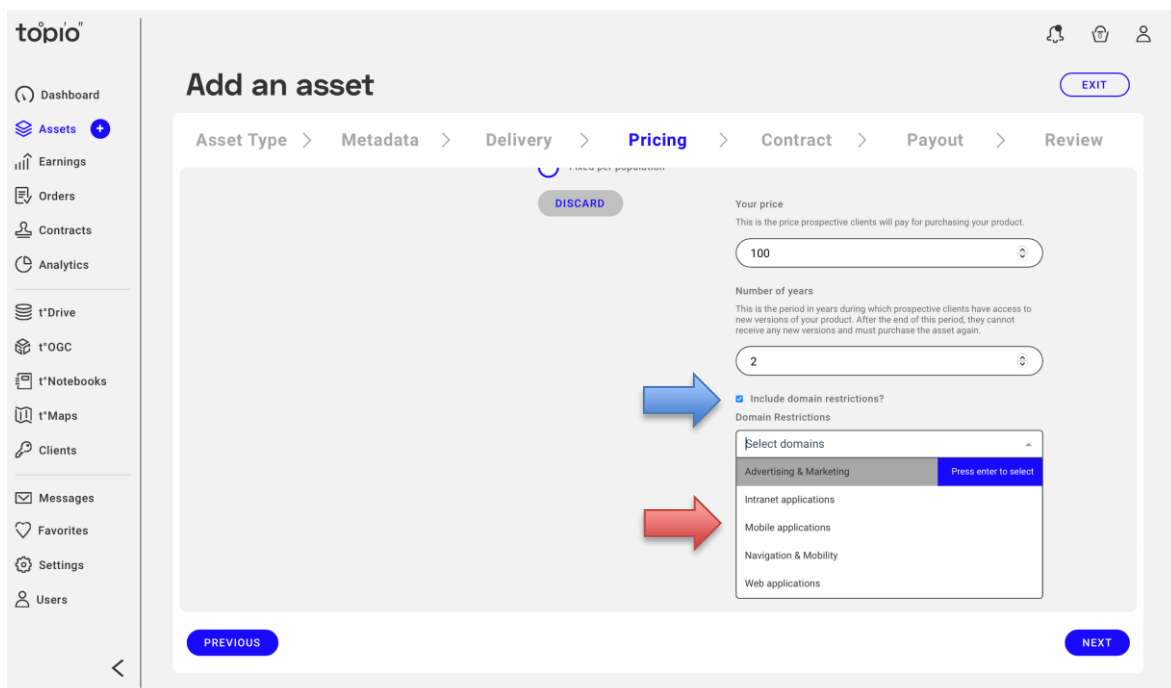 topio"
Dashboard
Assets +
Earnings
Orders
Contracts
Analytics
t°Drive
t°OGC
t°Notebooks
t°Maps
Clients
Messages
Favorites
Settings
Users
Add an asset
EXIT
Asset Type > Metadata > Delivery > Pricing > Contract > Payout > Review
Fixed per population
DISCARD
Your price
This is the price prospective clients will pay for purchasing your product.
100
Number of years
This is the period in years during which prospective clients have access to
new versions of your product. After the end of this period, they cannot
receive any new versions and must purchase the asset again.
2
Include domain restrictions?
Domain Restrictions
Select domains
Advertising & Marketing Press enter to select
Intranet applications
Mobile applications
Navigation & Mobility
Web applications
PREVIOUS
NEXT